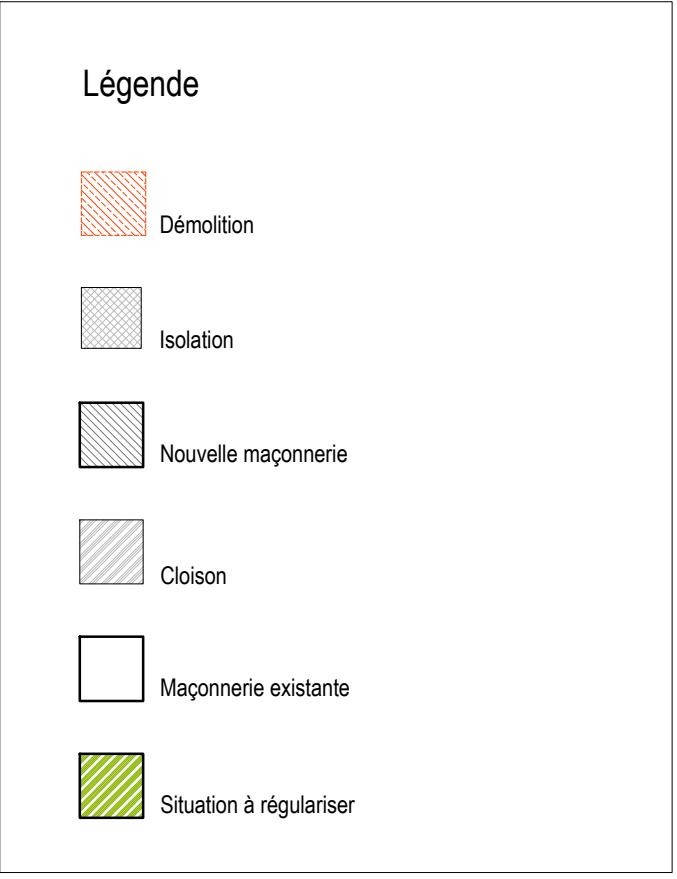 Légende
Démolition
Isolation
Nouvelle maçonnerie
Cloison
Maçonnerie existante
Situation à régulariser